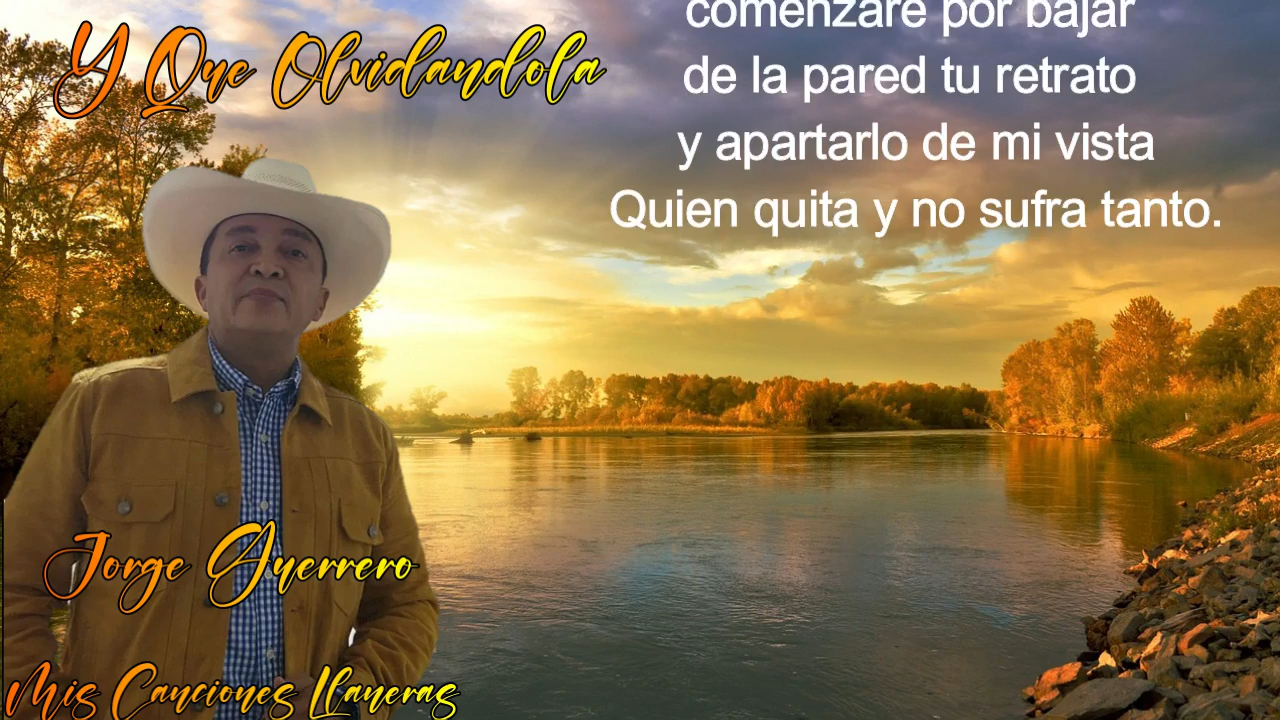 Y Que Olvidandola
comenzaré por bajar
de la pared tu retrato
y apartarlo de mi vista
Quien quita y no sufra tanto.
Jorge Guerrero
Mis Canciones Llaneras